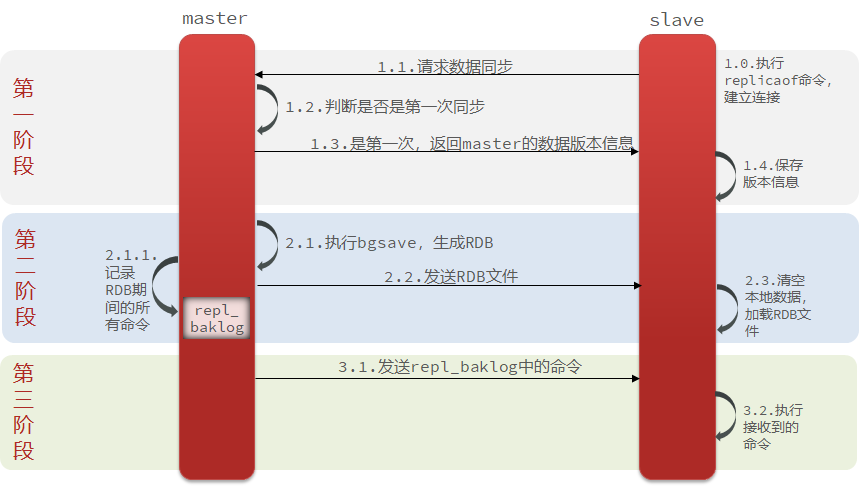 master
slave
第
一
阶
段
1.0.执行
replicaof命令，
建立连接
1.1.请求数据同步
1.2.判断是否是第一次同步
1.3.是第一次，返回master的数据版本信息
1.4.保存
版本信息
第
二
阶
段
2.1.执行bgsave，生成RDB
2.1.1.
记录
RDB期
间的所
有命令
repl_
baklog
2.2.发送RDB文件
2.3.清空
本地数据，
加载RDB文
件
第
三
阶
段
3.1.发送repl_baklog中的命令
3.2.执行
接收到的
命令